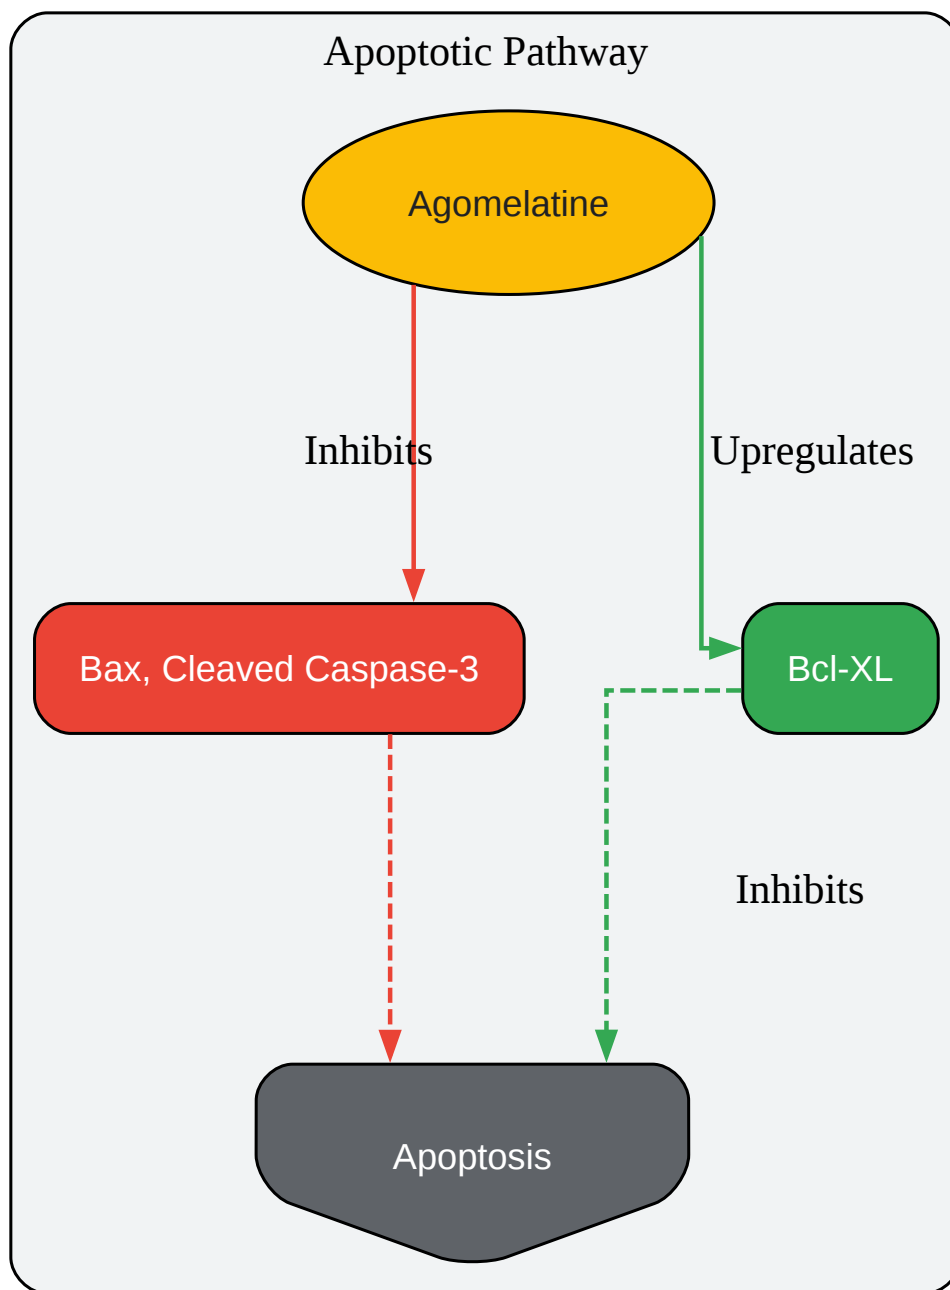 Apoptotic Pathway
Agomelatine
Inhibits
Upregulates
Bax, Cleaved Caspase-3
Bcl-XL
Inhibits
Apoptosis